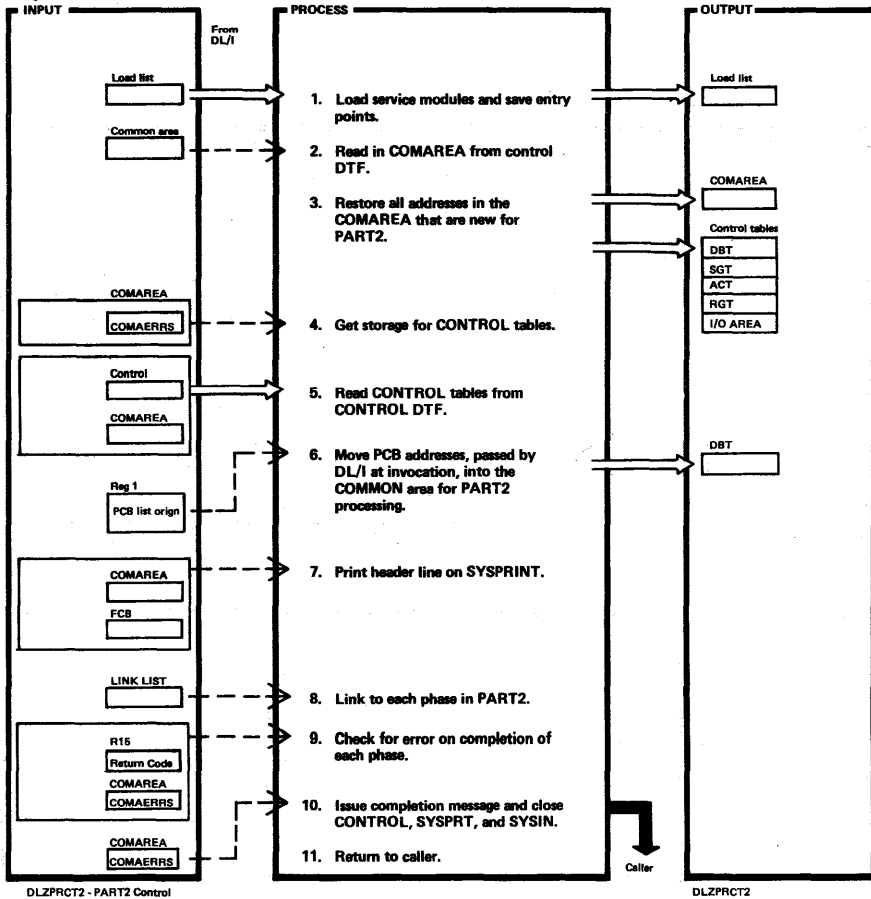 INPUT
From
DL/I
Load list
Common area
COMAREA
COMAERRS
Control
COMAREA
Reg 1
PCB list orign
COMAREA
FCB
LINK LIST
R15
Return Code
COMAREA
COMAERRS
COMAREA
COMAERRS
DLZPRCT2 - PART2 Control
PROCESS
1. Load service modules and save entry
points.
2. Read in COMAREA from control
DTF.
3. Restore all addresses in the
COMAREA that are new for
PART2.
4. Get storage for CONTROL tables.
5. Read CONTROL tables from
CONTROL DTF.
6. Move PCB addresses, passed by
DL/I at invocation, into the
COMMON area for PART2
processing.
7. Print header line on SYSPRINT.
8. Link to each phase in PART2.
9. Check for error on completion of
each phase.
10. Issue completion message and close
CONTROL, SYSPRT, and SYSIN.
11. Return to caller.
Caller
OUTPUT
Load list
COMAREA
Control tables
DBT
SGT
ACT
RGT
I/O AREA
DBT
DLZPRCT2